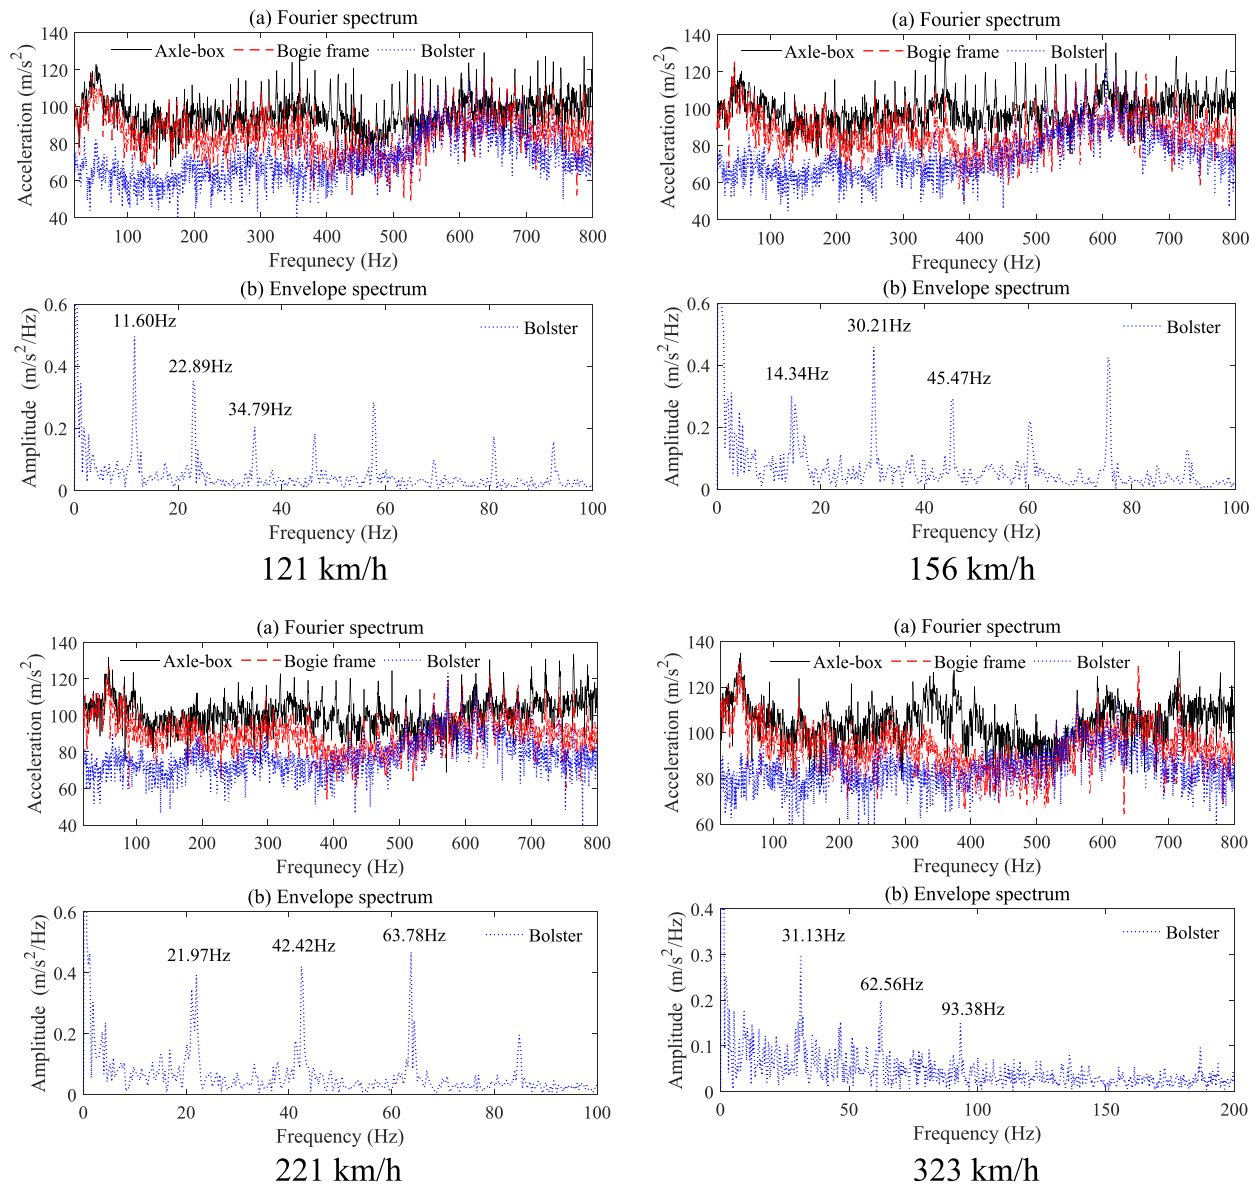 (a) Fourier spectrum
Acceleration (m/s²)
140
120
100
80
60
40
Axle-box Bogie frame Bolster
100 200 300 400 500 600 700 800
Frequnecy (Hz)
(b) Envelope spectrum
Amplitude (m/s²/Hz)
0.6
0.4
0.2
0
11.60Hz
22.89Hz
34.79Hz
Bolster
0 20 40 60 80 100
Frequency (Hz)
121 km/h
(a) Fourier spectrum
Acceleration (m/s²)
140
120
100
80
60
40
Axle-box Bogie frame Bolster
100 200 300 400 500 600 700 800
Frequnecy (Hz)
(b) Envelope spectrum
Amplitude (m/s²/Hz)
0.6
0.4
0.2
0
30.21Hz
14.34Hz
45.47Hz
Bolster
0 20 40 60 80 100
Frequency (Hz)
156 km/h
(a) Fourier spectrum
Acceleration (m/s²)
140
120
100
80
60
40
Axle-box Bogie frame Bolster
100 200 300 400 500 600 700 800
Frequnecy (Hz)
(b) Envelope spectrum
Amplitude (m/s²/Hz)
0.6
0.4
0.2
0
21.97Hz
42.42Hz
63.78Hz
Bolster
0 20 40 60 80 100
Frequency (Hz)
221 km/h
(a) Fourier spectrum
Acceleration (m/s²)
140
120
100
80
60
Axle-box Bogie frame Bolster
100 200 300 400 500 600 700 800
Frequnecy (Hz)
(b) Envelope spectrum
Amplitude (m/s²/Hz)
0.4
0.3
0.2
0.1
0
31.13Hz
62.56Hz
93.38Hz
Bolster
0 50 100 150 200
Frequency (Hz)
323 km/h